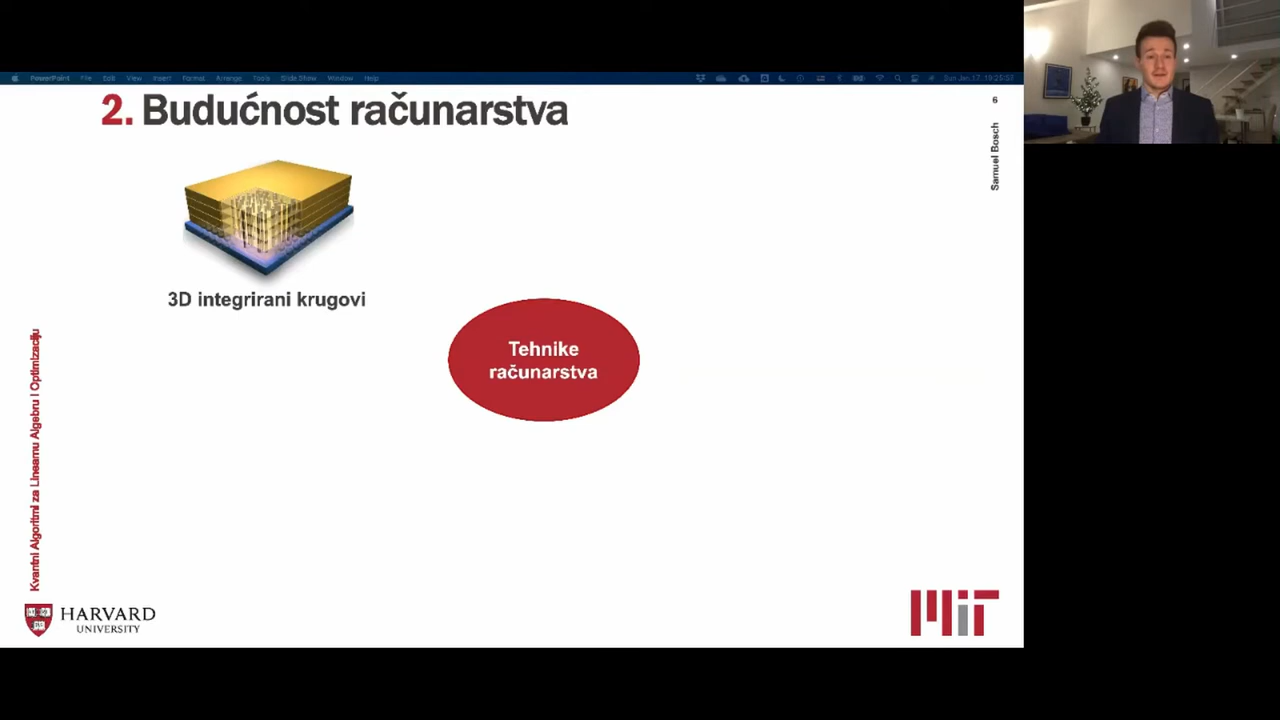 PowerPoint File Edit View Insert Format Arrange Tools Slide Show Window Help
2. Budućnost računarstva
6
Samuel Bosch
3D integrirani krugovi
Tehnike
računarstva
Kvantni Algoritmi za Linearnu Algebru I Optimizaciju
HARVARD
UNIVERSITY
MIT